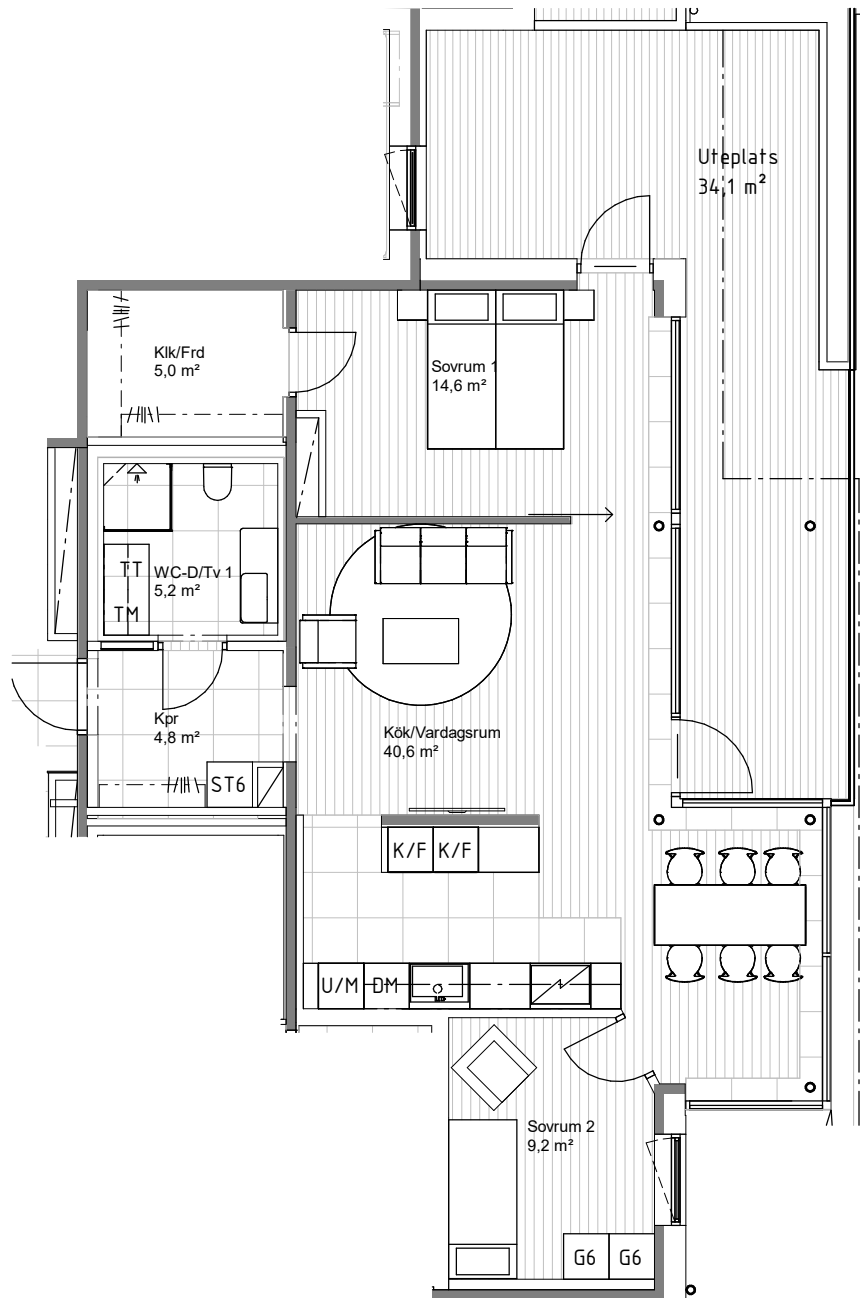 Uteplats
34,1 m²
Klk/Frd
5,0 m²
Sovrum 1
14,6 m²
TT
WC-D/Tv 1
5,2 m²
TM
Kpr
4,8 m²
Kök/Vardagsrum
40,6 m²
ST6
K/F K/F
U/M DM
Sovrum 2
9,2 m²
G6 G6